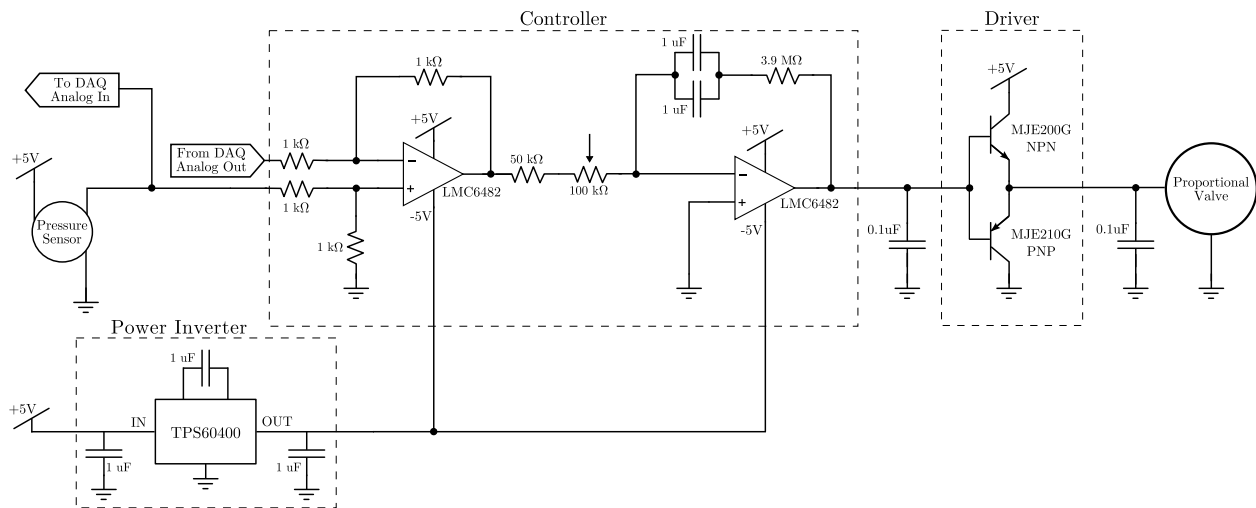 Controller
Driver
To DAQ
Analog In
+5V
Pressure
Sensor
From DAQ
Analog Out
1 kΩ
1 kΩ
1 kΩ
1 kΩ
+5V
−
+
LMC6482
-5V
50 kΩ
100 kΩ
1 uF
1 uF
3.9 MΩ
+5V
−
+
LMC6482
-5V
0.1uF
+5V
MJE200G
NPN
MJE210G
PNP
0.1uF
Proportional
Valve
Power Inverter
+5V
1 uF
IN
TPS60400
OUT
1 uF
1 uF